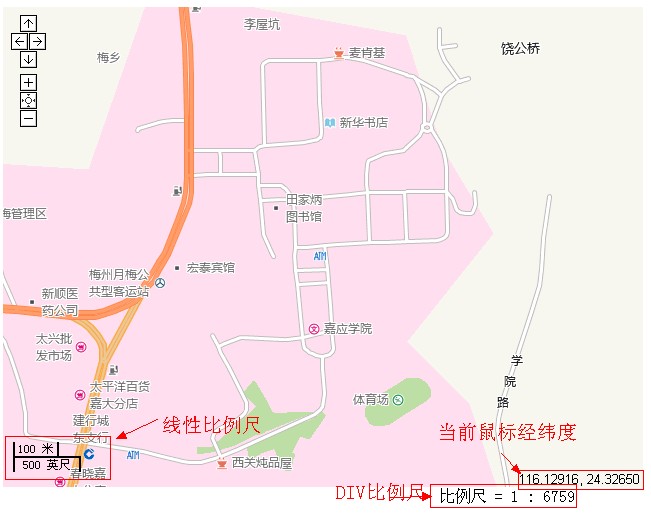 李屋坑
梅乡
麦肯基
饶公桥
新华书店
田家炳
图书馆
梅管理区
ATM
宏泰宾馆
梅州月梅公
共型客运站
新顺医
药公司
嘉应学院
太兴批
发市场
学
院
路
太平洋百货
嘉大分店
体育场
建行城
东支行
线性比例尺
当前鼠标经纬度
100 米
500 英尺
ATM
西关炖品屋
春晓嘉
116.12916, 24.32650
DIV比例尺
比例尺 = 1 : 6759